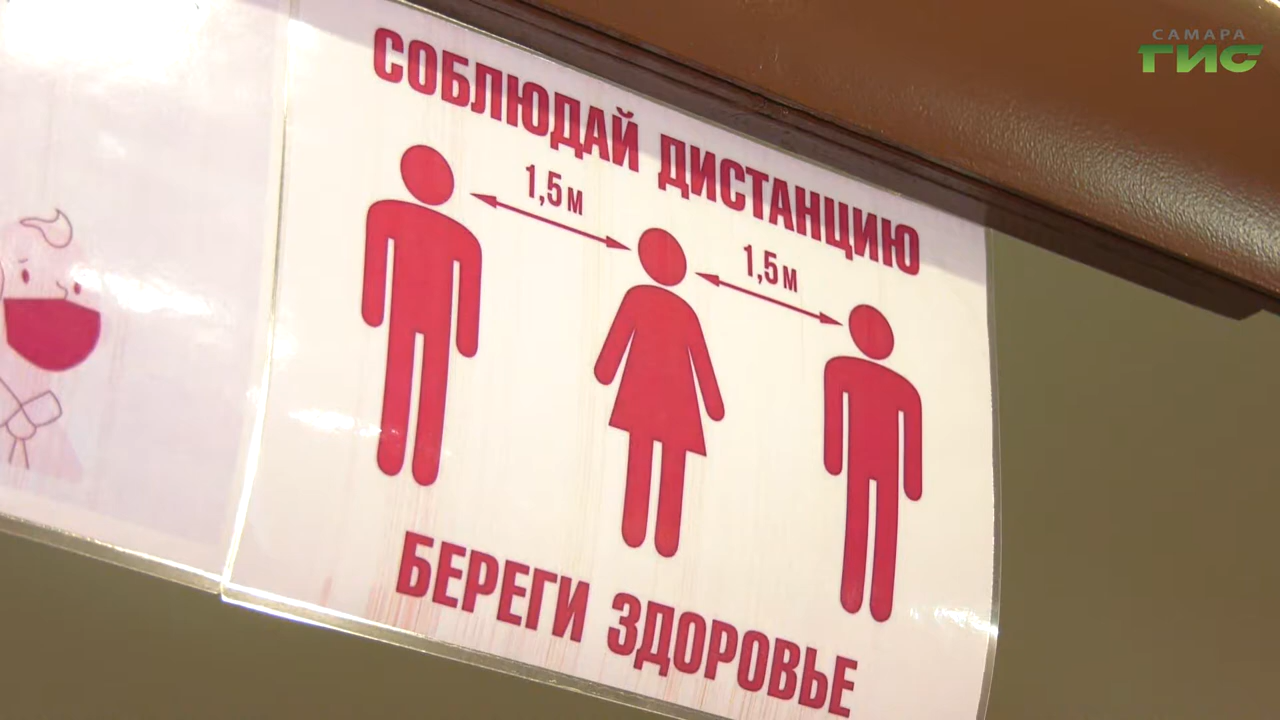 САМАРА
ГИС
СОБЛЮДАЙ ДИСТАНЦИЮ
1,5 м
1,5 м
БЕРЕГИ ЗДОРОВЬЕ